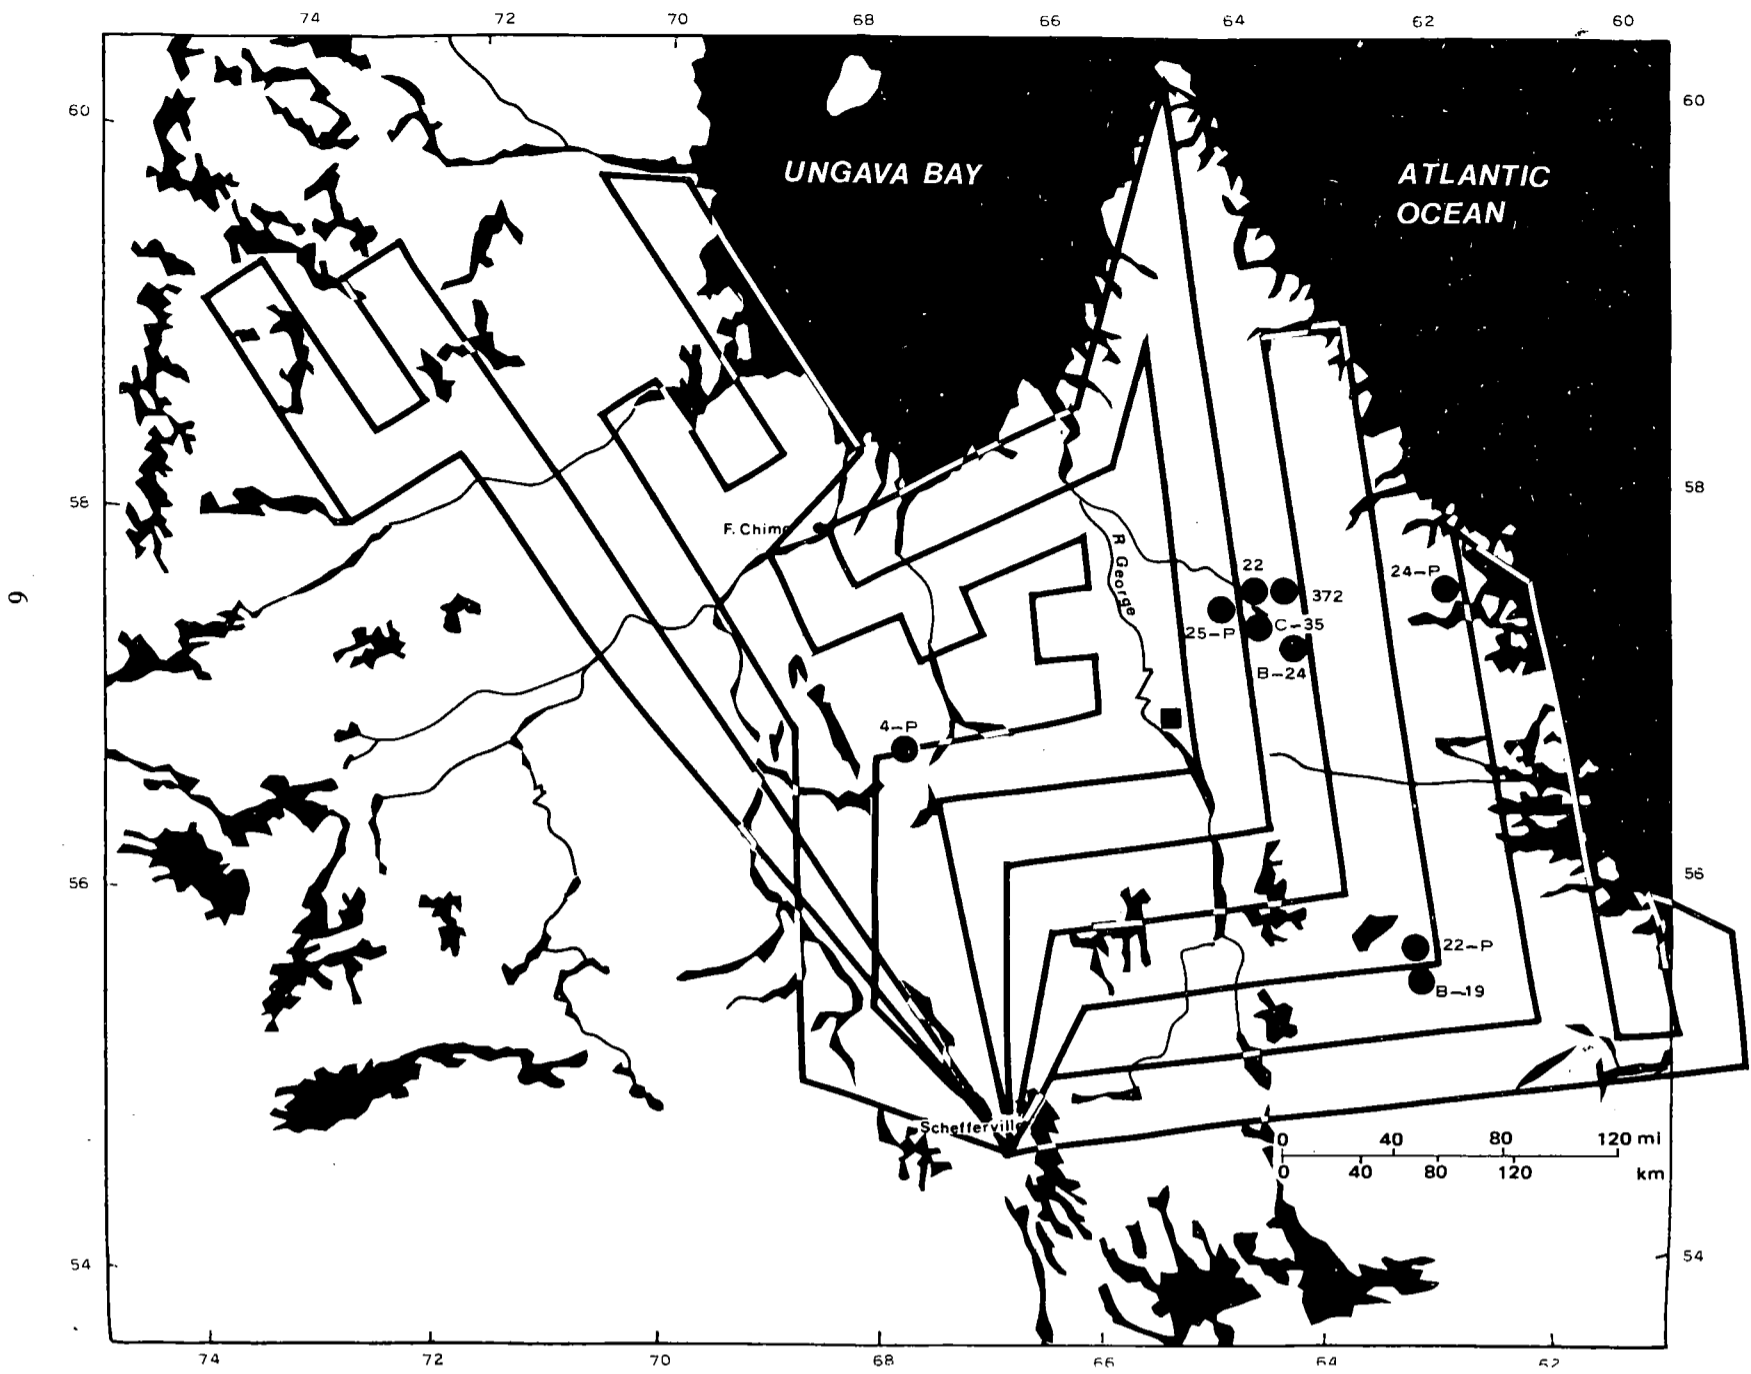 74 72 70 68 66 64 62 60
60 60
UNGAVA BAY
ATLANTIC
OCEAN
58 58
F. Chimo
R George
22
24-P
372
25-P
C-35
B-24
4-P
9
56 56
22-P
B-19
Schefferville
0 40 80 120 mi
0 40 80 120 km
54 54
74 72 70 68 66 64 62